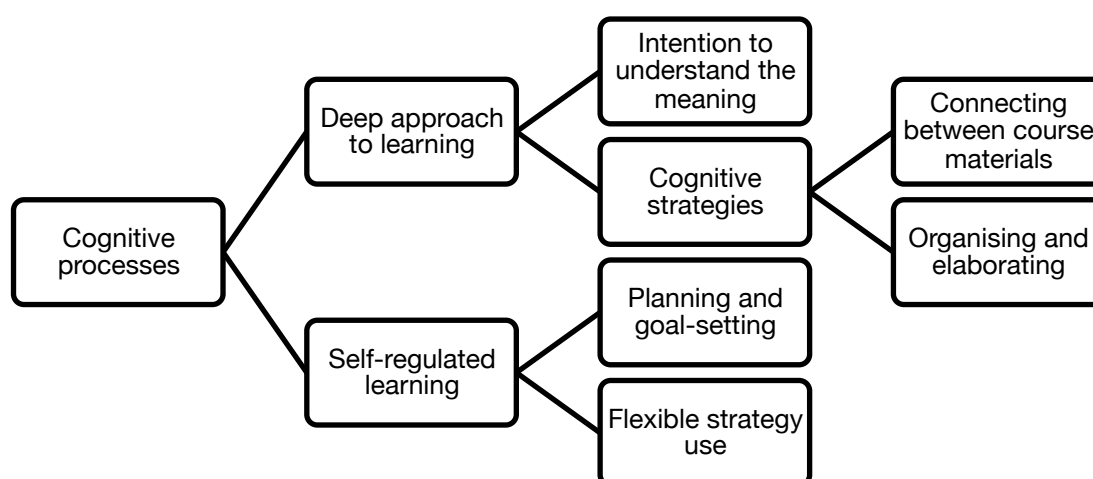 Cognitive
processes
Deep approach
to learning
Self-regulated
learning
Intention to
understand the
meaning
Cognitive
strategies
Planning and
goal-setting
Flexible strategy
use
Connecting
between course
materials
Organising and
elaborating